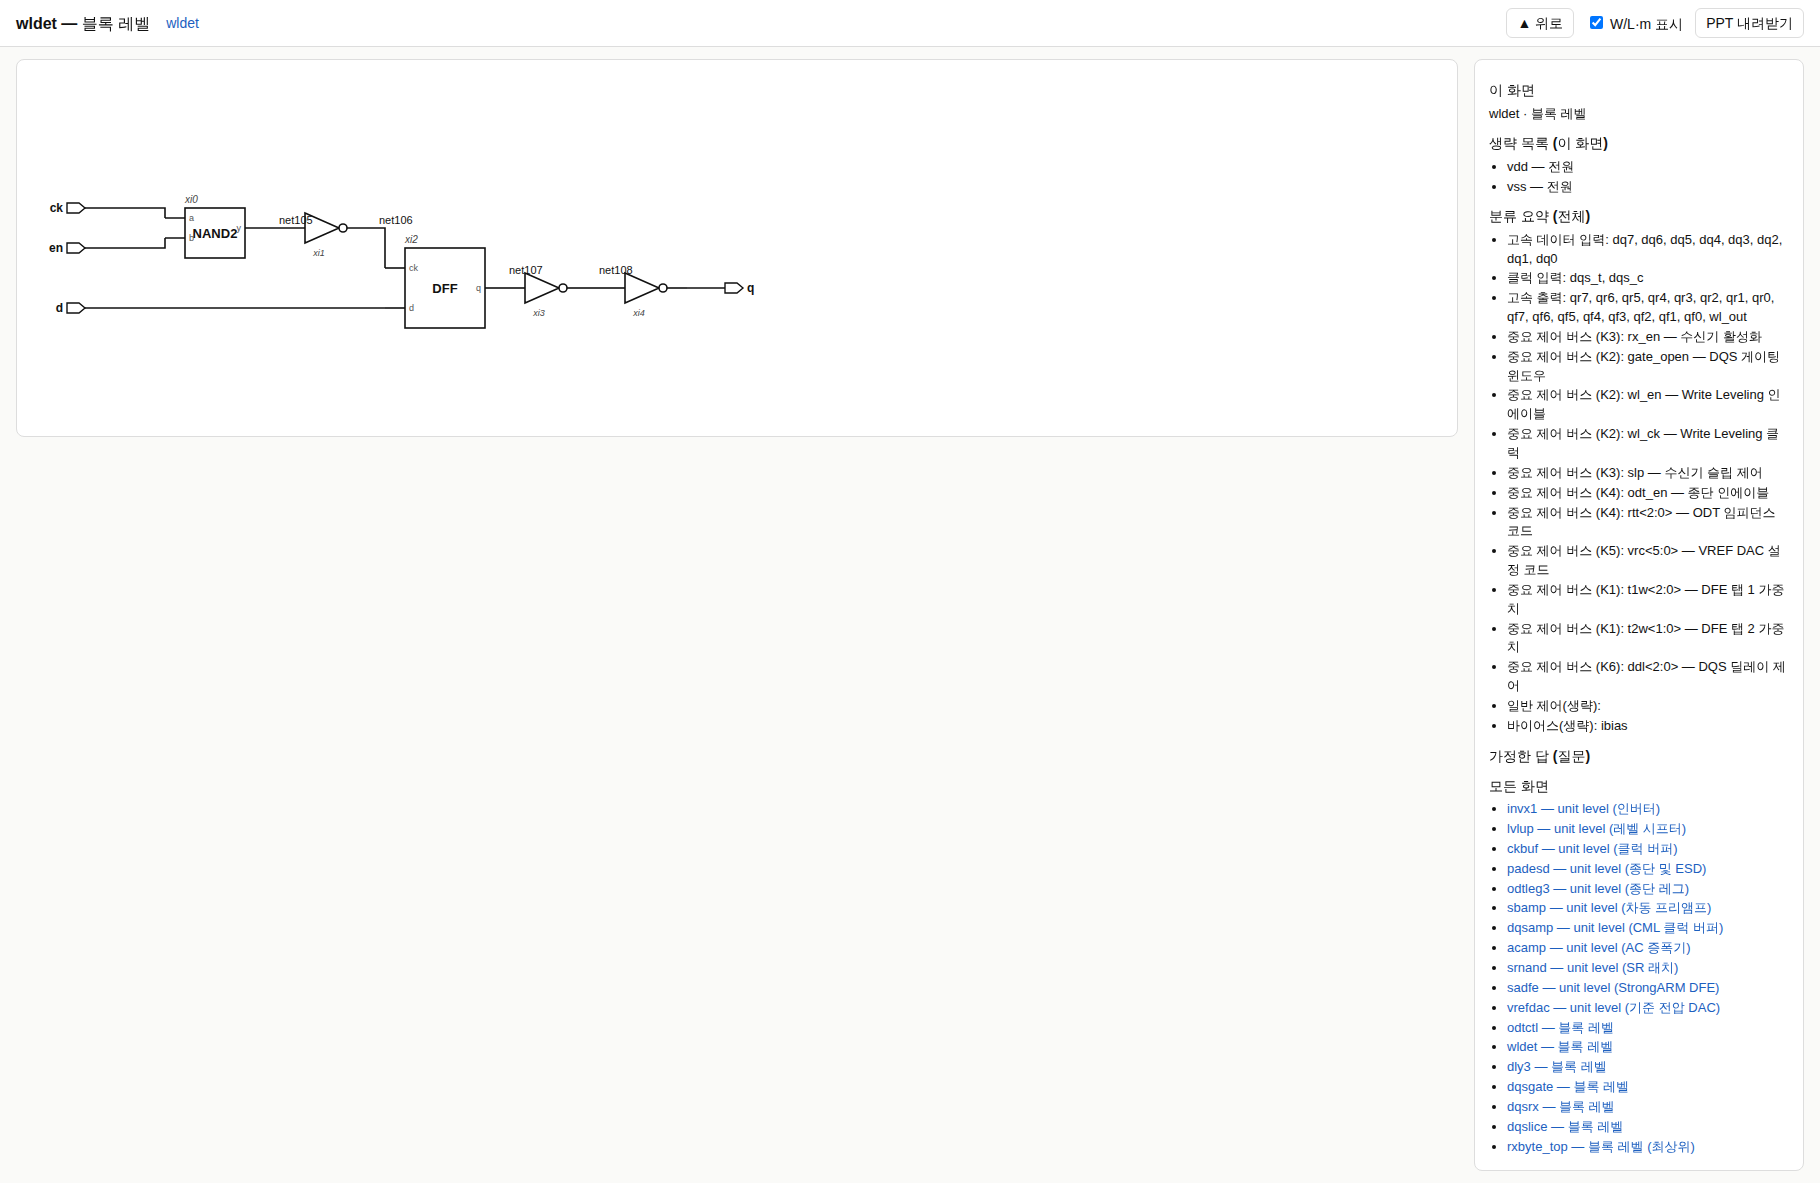 wldet — 블록 레벨 wldet ▲ 위로 W/L·m 표시 PPT 내려받기
xi0
ck
a
NAND2
y
en
b
net105
xi1
net106
xi2
ck
DFF
q
d
d
net107
xi3
net108
xi4
q
이 화면
wldet · 블록 레벨
생략 목록 (이 화면)
• vdd — 전원
• vss — 전원
분류 요약 (전체)
• 고속 데이터 입력: dq7, dq6, dq5, dq4, dq3, dq2,
dq1, dq0
• 클럭 입력: dqs_t, dqs_c
• 고속 출력: qr7, qr6, qr5, qr4, qr3, qr2, qr1, qr0,
qf7, qf6, qf5, qf4, qf3, qf2, qf1, qf0, wl_out
• 중요 제어 버스 (K3): rx_en — 수신기 활성화
• 중요 제어 버스 (K2): gate_open — DQS 게이팅
윈도우
• 중요 제어 버스 (K2): wl_en — Write Leveling 인
에이블
• 중요 제어 버스 (K2): wl_ck — Write Leveling 클
럭
• 중요 제어 버스 (K3): slp — 수신기 슬립 제어
• 중요 제어 버스 (K4): odt_en — 종단 인에이블
• 중요 제어 버스 (K4): rtt<2:0> — ODT 임피던스
코드
• 중요 제어 버스 (K5): vrc<5:0> — VREF DAC 설
정 코드
• 중요 제어 버스 (K1): t1w<2:0> — DFE 탭 1 가중
치
• 중요 제어 버스 (K1): t2w<1:0> — DFE 탭 2 가중
치
• 중요 제어 버스 (K6): ddl<2:0> — DQS 딜레이 제
어
• 일반 제어(생략):
• 바이어스(생략): ibias
가정한 답 (질문)
모든 화면
• invx1 — unit level (인버터)
• lvlup — unit level (레벨 시프터)
• ckbuf — unit level (클럭 버퍼)
• padesd — unit level (종단 및 ESD)
• odtleg3 — unit level (종단 레그)
• sbamp — unit level (차동 프리앰프)
• dqsamp — unit level (CML 클럭 버퍼)
• acamp — unit level (AC 증폭기)
• srnand — unit level (SR 래치)
• sadfe — unit level (StrongARM DFE)
• vrefdac — unit level (기준 전압 DAC)
• odtctl — 블록 레벨
• wldet — 블록 레벨
• dly3 — 블록 레벨
• dqsgate — 블록 레벨
• dqsrx — 블록 레벨
• dqslice — 블록 레벨
• rxbyte_top — 블록 레벨 (최상위)